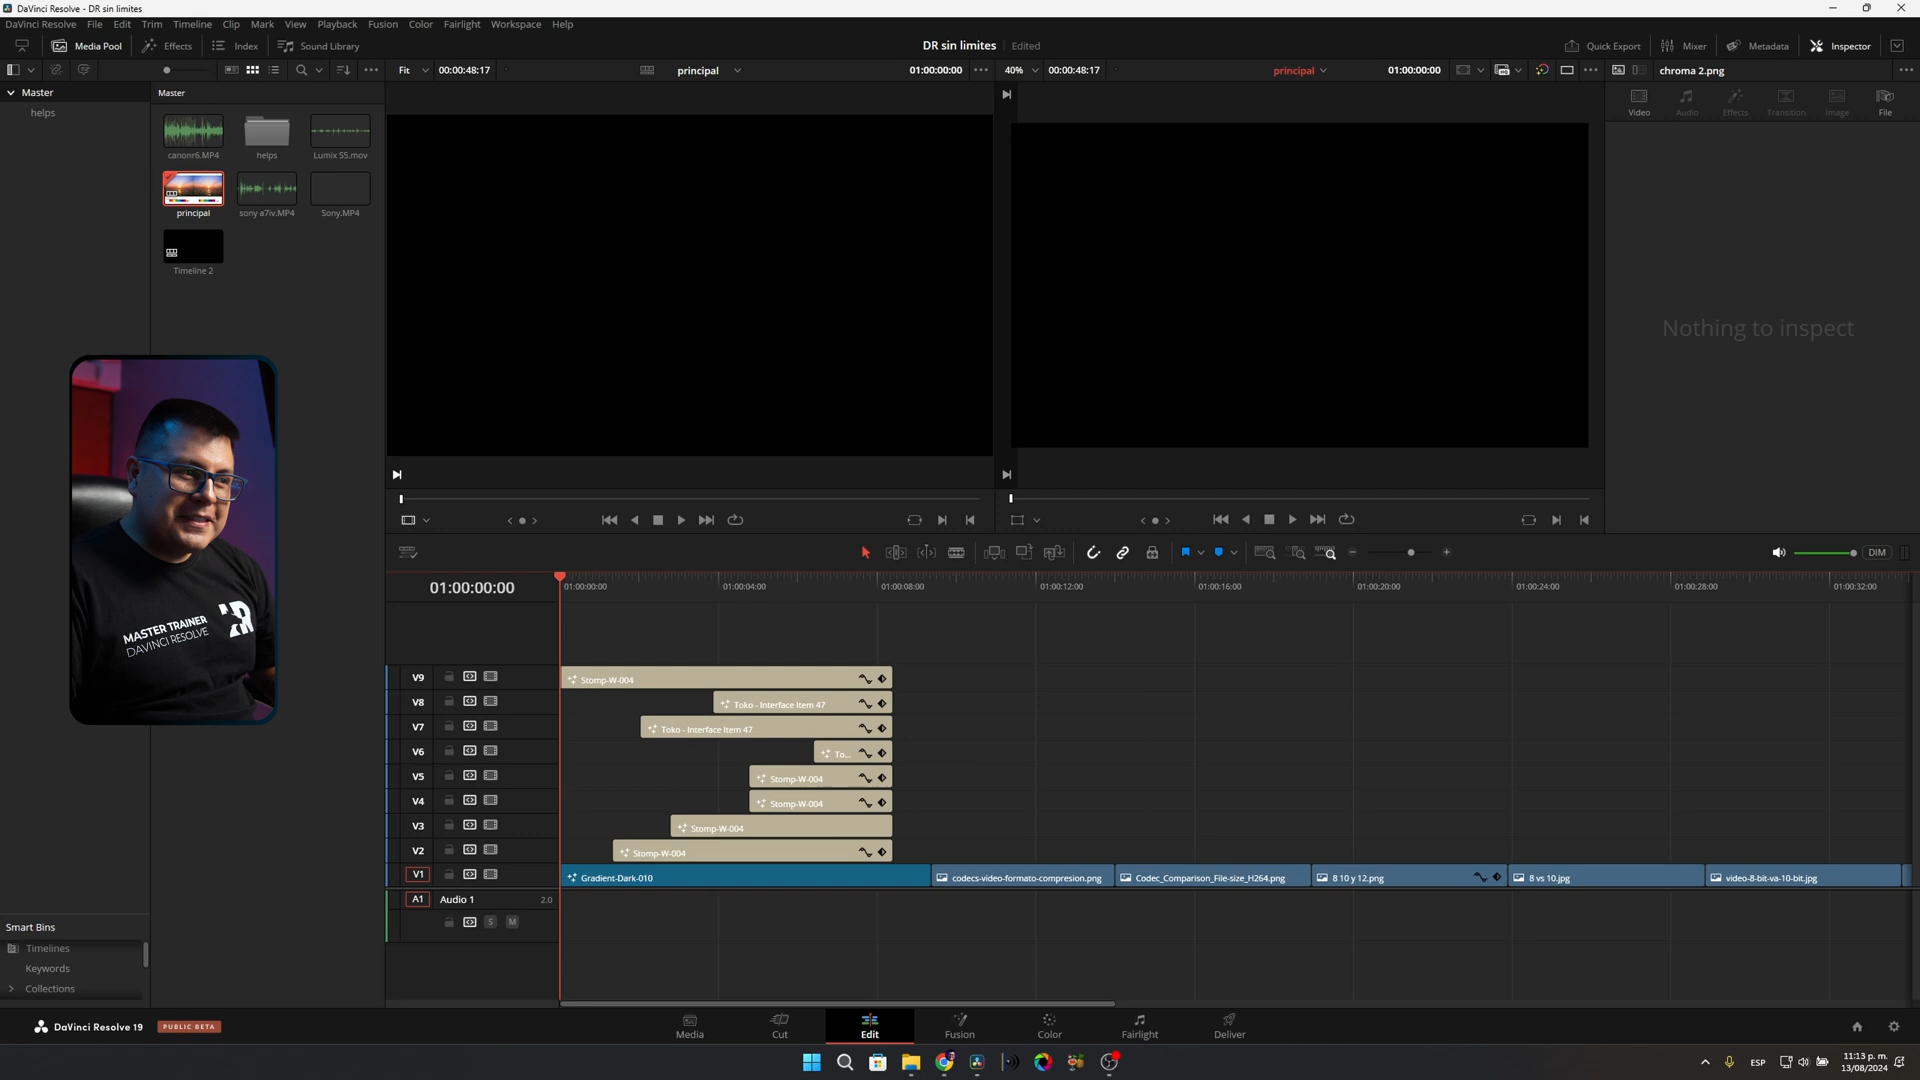 DaVinci Resolve - DR sin limites
DaVinci Resolve File Edit Trim Timeline Clip Mark View Playback Fusion Color Fairlight Workspace Help
Media Pool Effects Index Sound Library
DR sin limites Edited
Quick Export Mixer Metadata Inspector
Fit 00:00:48:17 principal 01:00:00:00
40% 00:00:48:17 principal 01:00:00:00
chroma 2.png
Master
helps
Master
canonr6.MP4 helps Lumix S5.mov
principal sony a7iv.MP4 Sony.MP4
Timeline 2
Video Audio Effects Transition Image File
Nothing to inspect
MASTER TRAINER
DAVINCI RESOLVE
DIM
01:00:00:00
01:00:00:00 01:00:04:00 01:00:08:00 01:00:12:00 01:00:16:00 01:00:20:00 01:00:24:00 01:00:28:00 01:00:32:00
V9 Stomp-W-004
V8 Toko - Interface Item 47
V7 Toko - Interface Item 47
V6 To...
V5 Stomp-W-004
V4 Stomp-W-004
V3 Stomp-W-004
V2 Stomp-W-004
V1 Gradient-Dark-010 codecs-video-formato-compresion.png Codec_Comparison_File-size_H264.png 8 10 y 12.png 8 vs 10.jpg video-8-bit-va-10-bit.jpg
A1 Audio 1 2.0
S M
Smart Bins
Timelines
Keywords
Collections
DaVinci Resolve 19 PUBLIC BETA
Media Cut Edit Fusion Color Fairlight Deliver
ESP
11:13 p. m.
13/08/2024